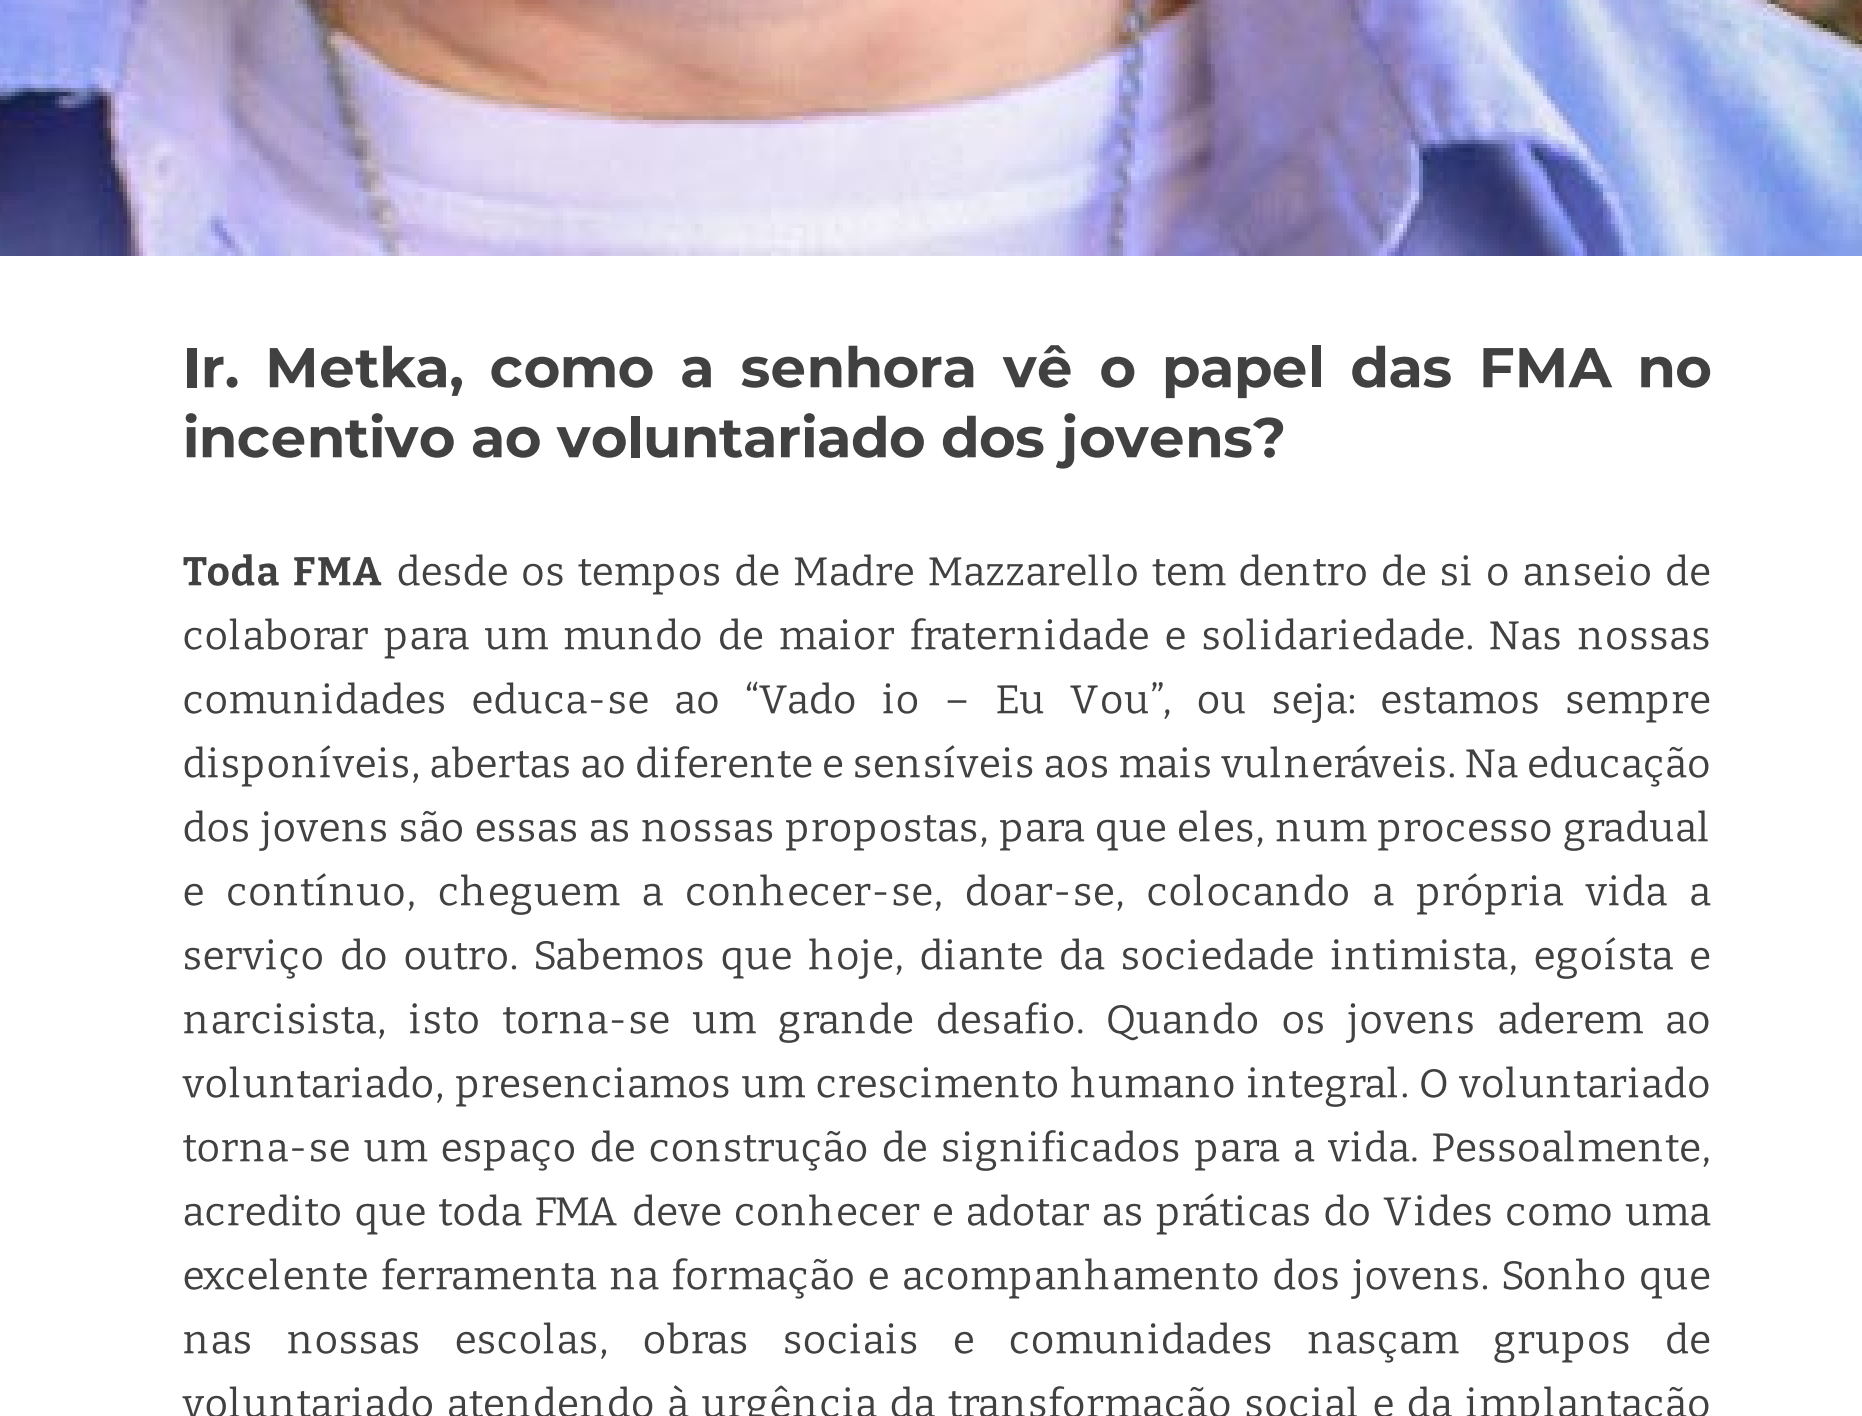 Ir. Metka, como a senhora vê o papel das FMA no
incentivo ao voluntariado dos jovens?
Toda FMA desde os tempos de Madre Mazzarello tem dentro de si o anseio de
colaborar para um mundo de maior fraternidade e solidariedade. Nas nossas
comunidades educa-se ao “Vado io – Eu Vou”, ou seja: estamos sempre
disponíveis, abertas ao diferente e sensíveis aos mais vulneráveis. Na educação
dos jovens são essas as nossas propostas, para que eles, num processo gradual
e contínuo, cheguem a conhecer-se, doar-se, colocando a própria vida a
serviço do outro. Sabemos que hoje, diante da sociedade intimista, egoísta e
narcisista, isto torna-se um grande desafio. Quando os jovens aderem ao
voluntariado, presenciamos um crescimento humano integral. O voluntariado
torna-se um espaço de construção de significados para a vida. Pessoalmente,
acredito que toda FMA deve conhecer e adotar as práticas do Vides como uma
excelente ferramenta na formação e acompanhamento dos jovens. Sonho que
nas nossas escolas, obras sociais e comunidades nasçam grupos de
voluntariado atendendo à urgência da transformação social e da implantação